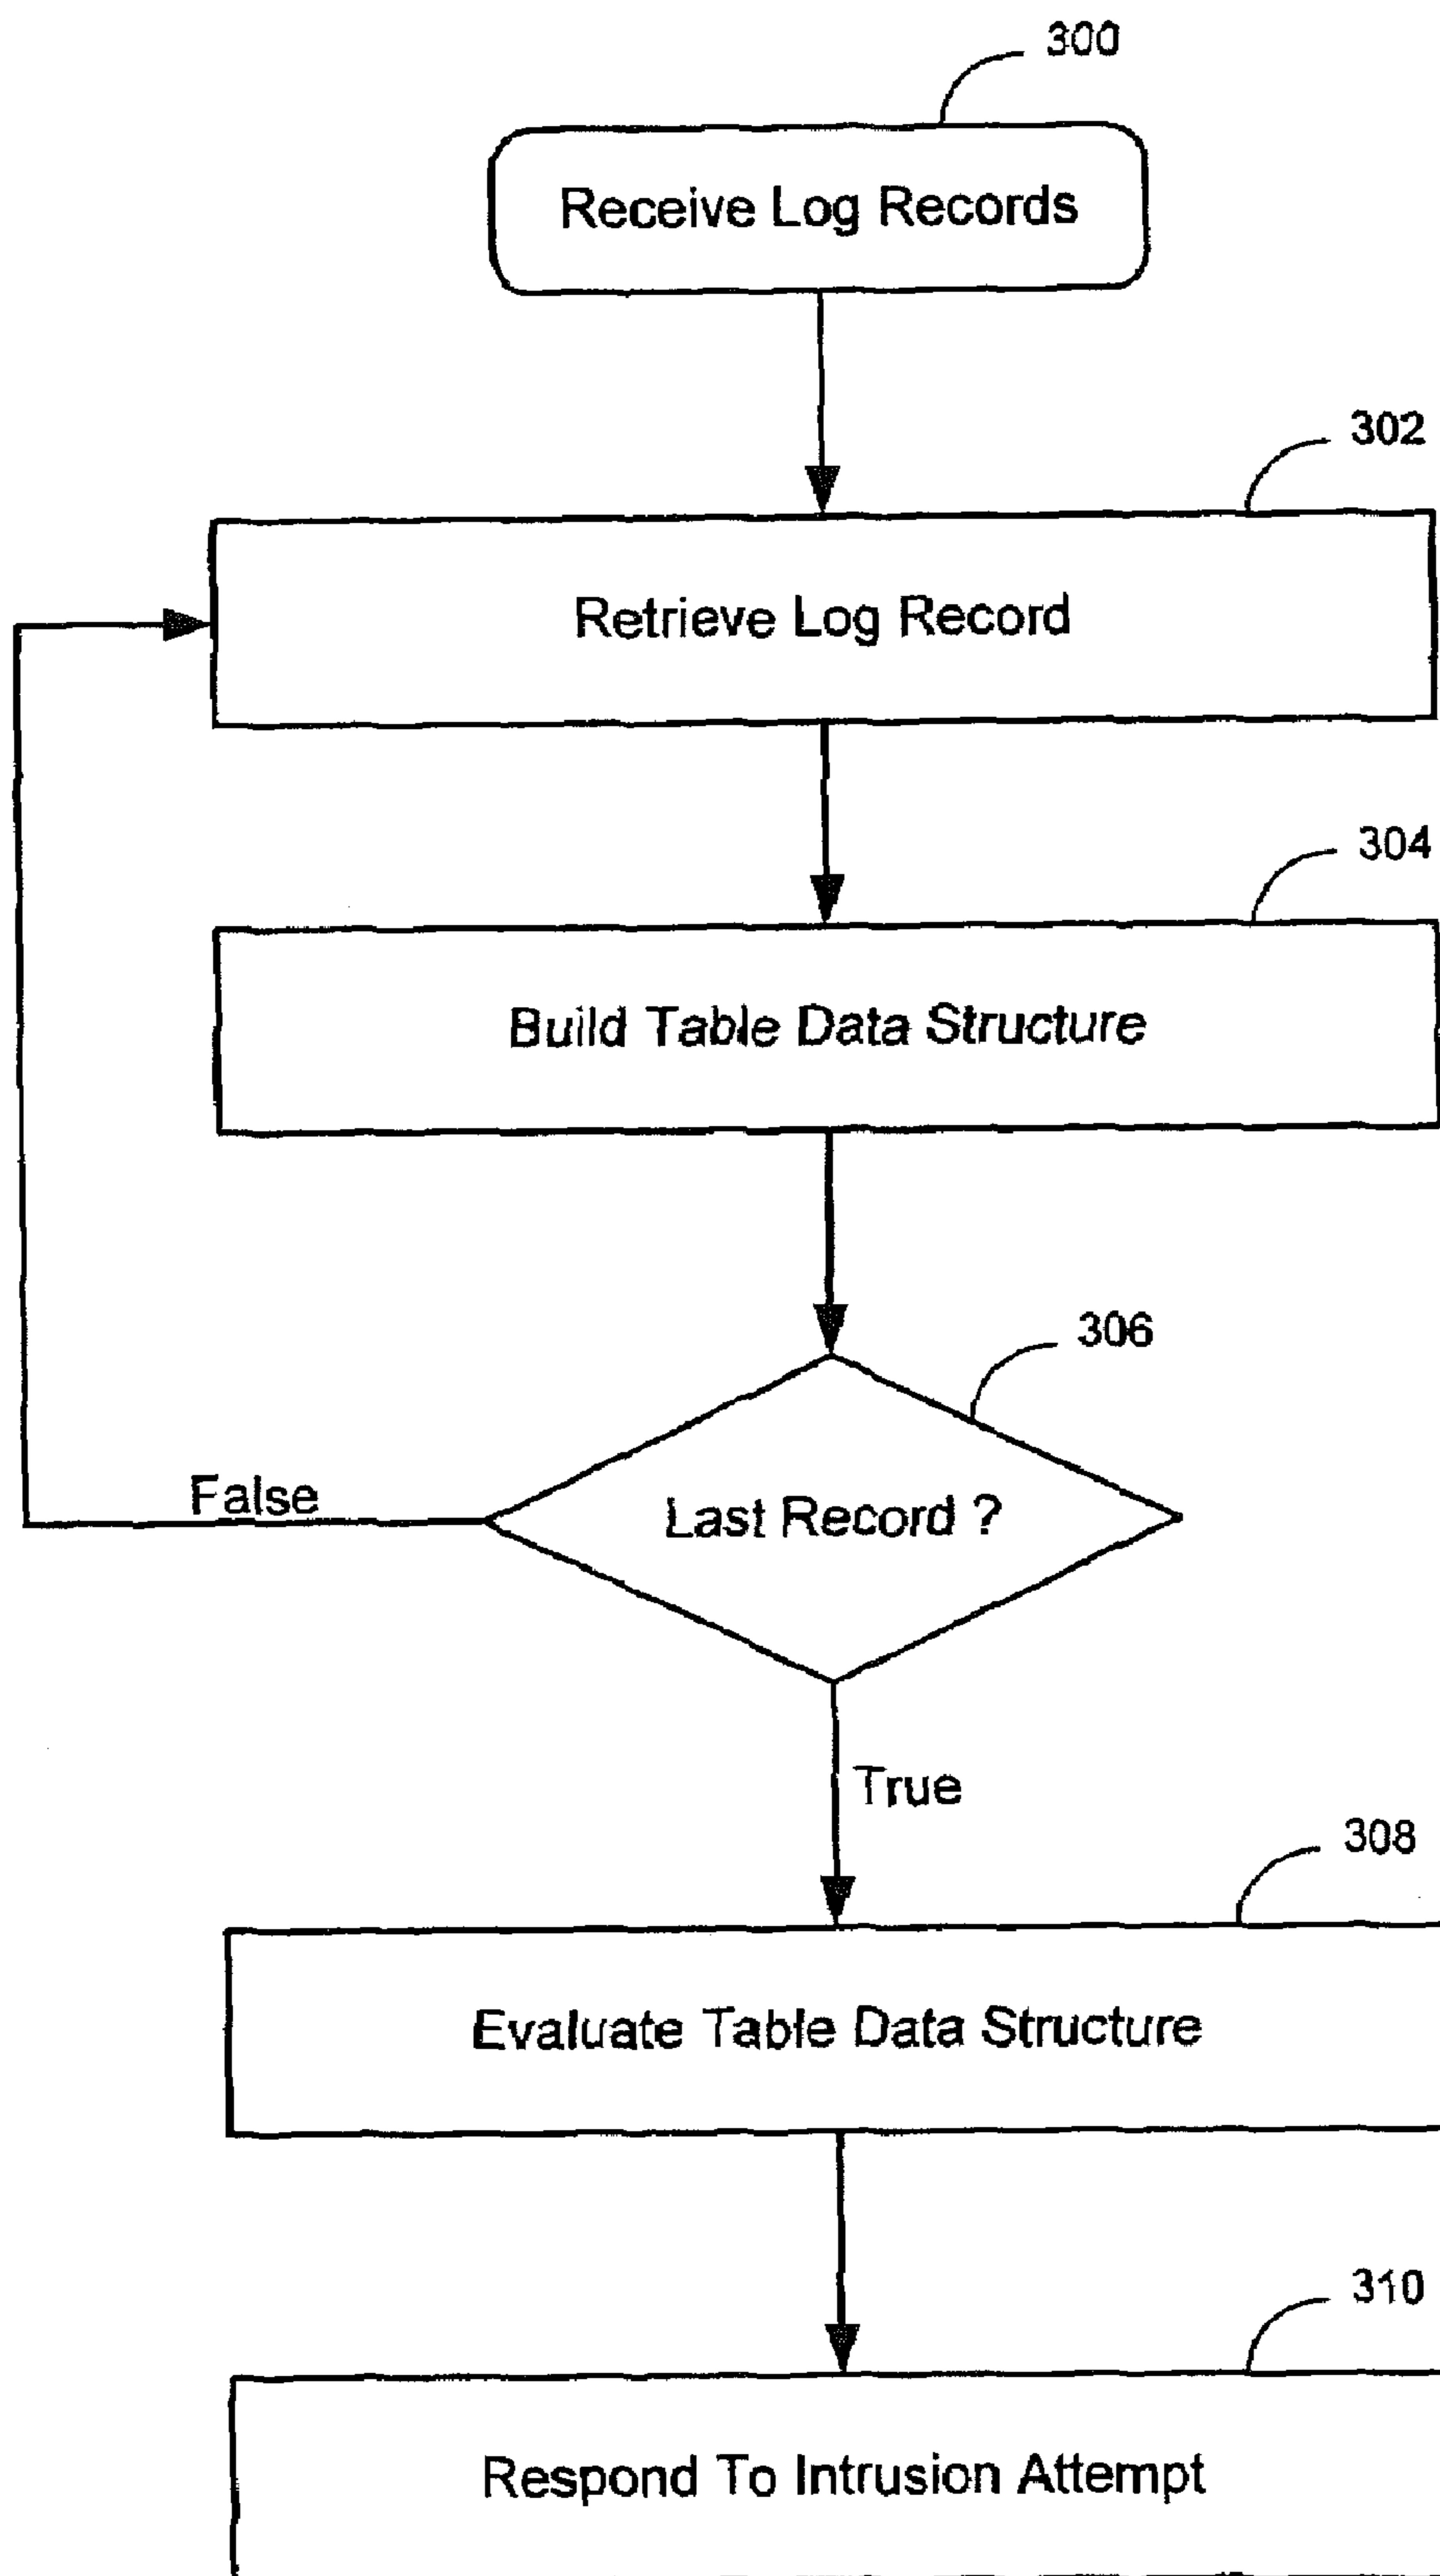 300
Receive Log Records
302
Retrieve Log Record
304
Build Table Data Structure
306
Last Record ?
False
True
308
Evaluate Table Data Structure
310
Respond To Intrusion Attempt